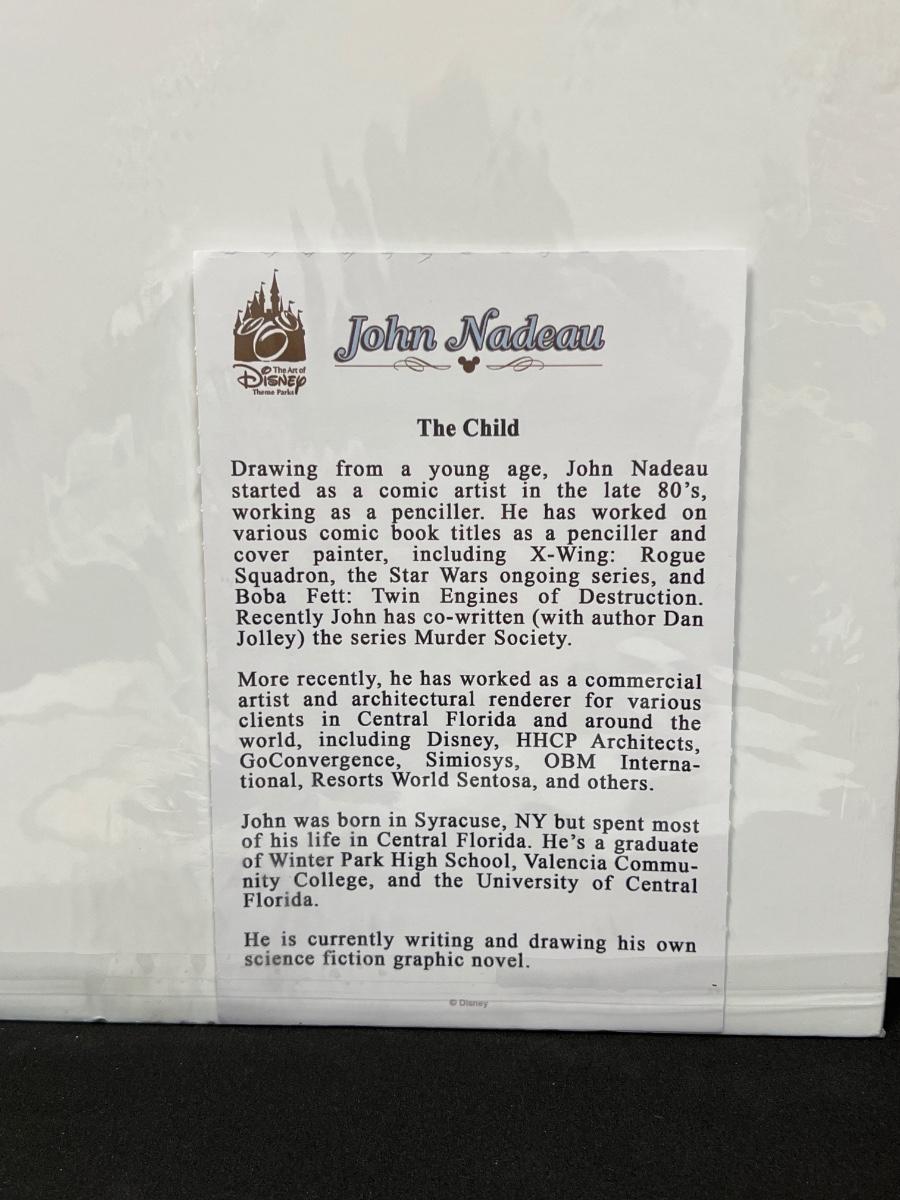 John Nadeau
The Art of
Disney
Theme Parks
The Child
Drawing from a young age, John Nadeau
started as a comic artist in the late 80's,
working as a penciller. He has worked on
various comic book titles as a penciller and
cover painter, including X-Wing: Rogue
Squadron, the Star Wars ongoing series, and
Boba Fett: Twin Engines of Destruction.
Recently John has co-written (with author Dan
Jolley) the series Murder Society.
More recently, he has worked as a commercial
artist and architectural renderer for various
clients in Central Florida and around the
world, including Disney, HHCP Architects,
GoConvergence, Simiosys, OBM Interna-
tional, Resorts World Sentosa, and others.
John was born in Syracuse, NY but spent most
of his life in Central Florida. He's a graduate
of Winter Park High School, Valencia Commu-
nity College, and the University of Central
Florida.
He is currently writing and drawing his own
science fiction graphic novel.
© Disney